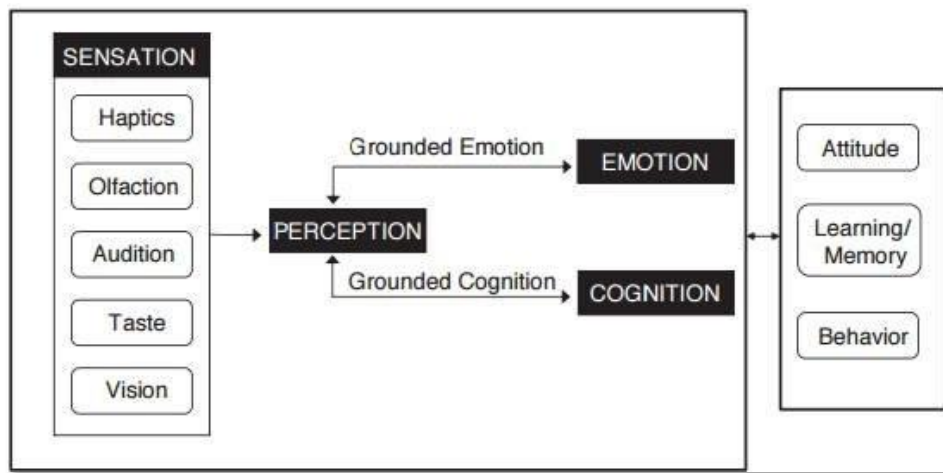 SENSATION
Haptics
Olfaction
Audition
Taste
Vision
PERCEPTION
Grounded Emotion
EMOTION
Grounded Cognition
COGNITION
Attitude
Learning/
Memory
Behavior